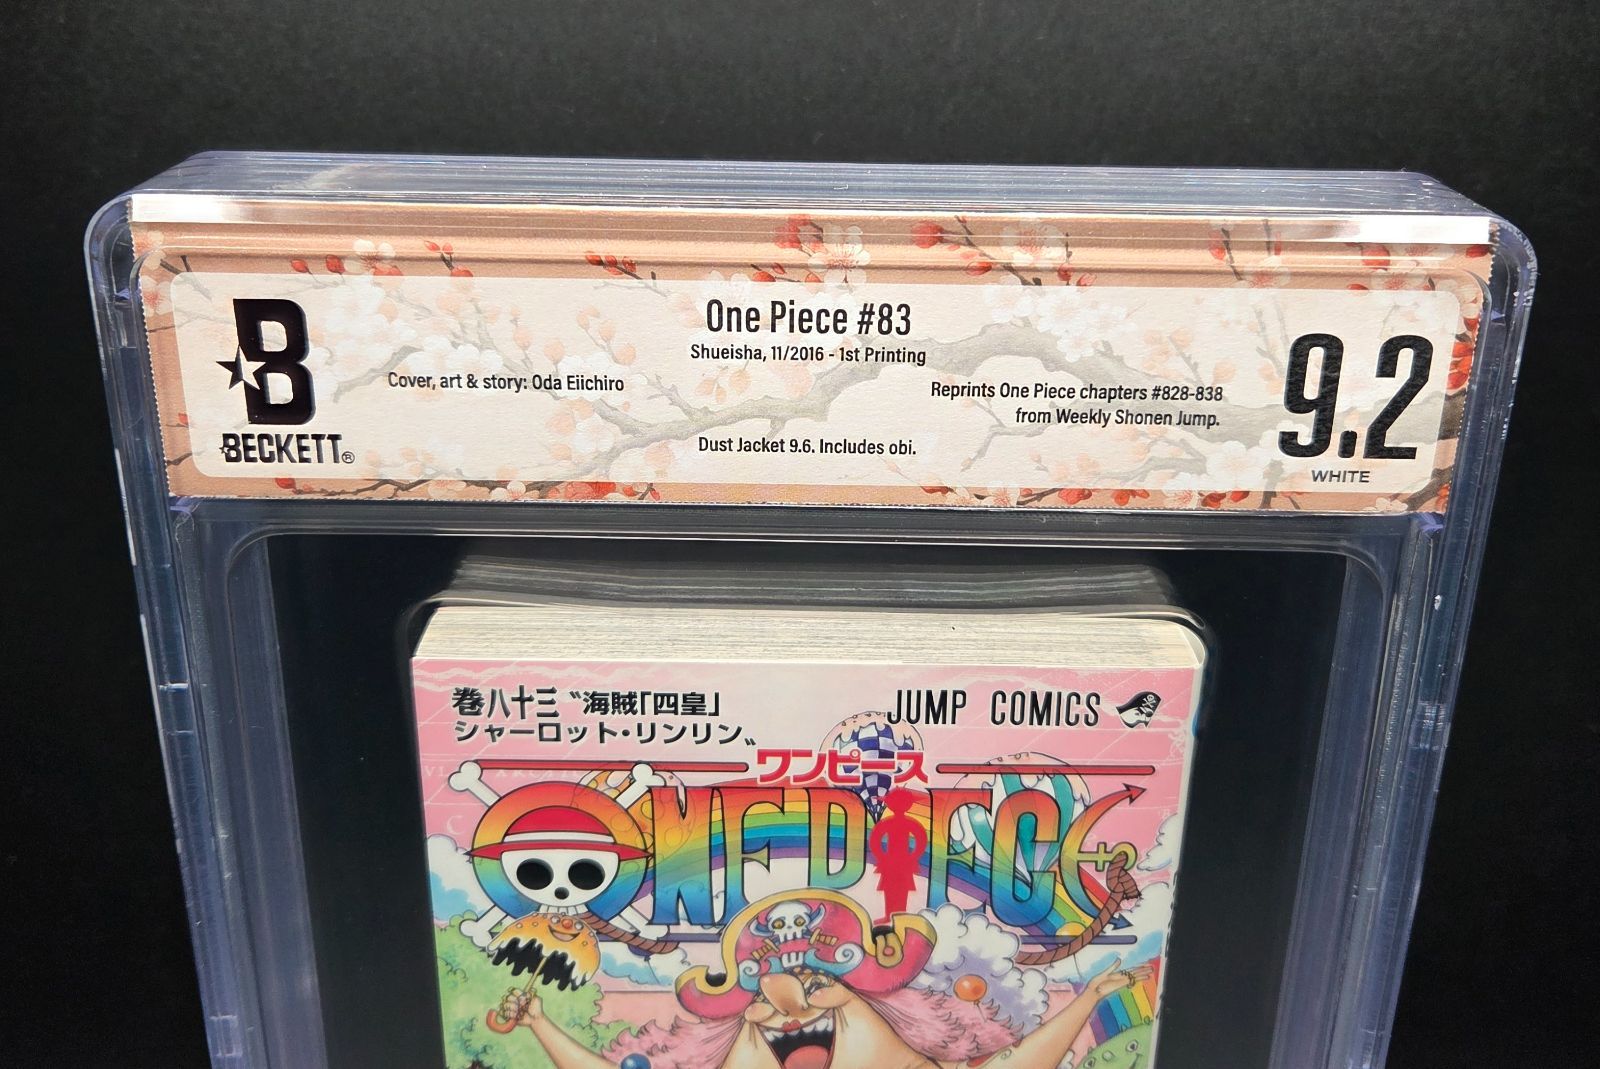 One Piece #83
Shueisha, 11/2016 - 1st Printing
Cover, art & story: Oda Eiichiro
Reprints One Piece chapters #828-838
from Weekly Shonen Jump.
Dust Jacket 9.6. Includes obi.
B
BECKETT®
9.2
WHITE
巻八十三〝海賊「四皇」
シャーロット・リンリン〟
JUMP COMICS
ワンピース
ONE PIECE